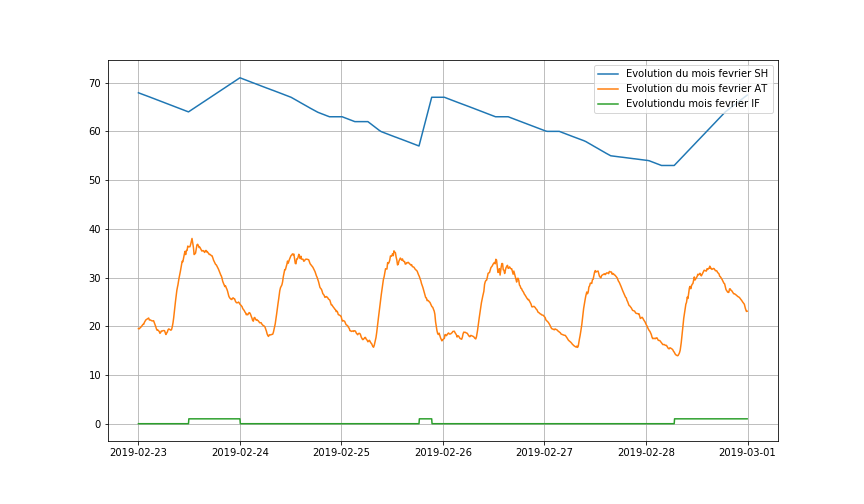 Evolution du mois fevrier SH
Evolution du mois fevrier AT
Evolutiondu mois fevrier IF
70
60
50
40
30
20
10
0
2019-02-23 2019-02-24 2019-02-25 2019-02-26 2019-02-27 2019-02-28 2019-03-01